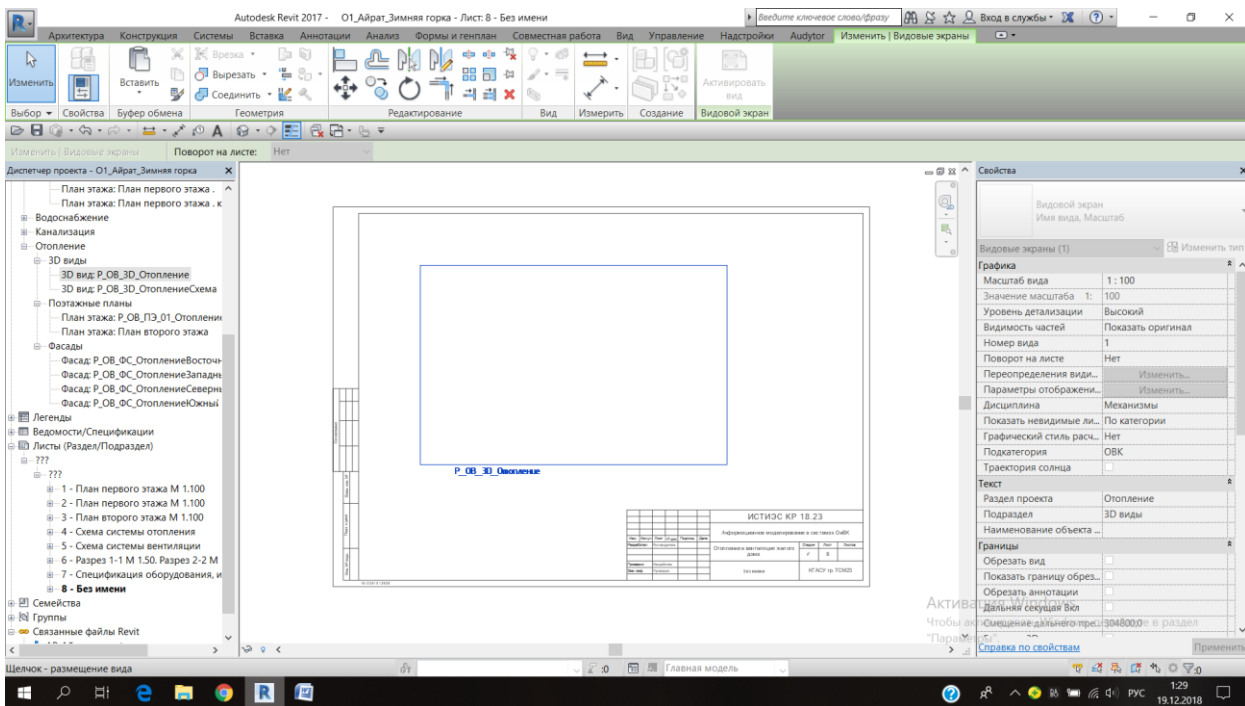 Autodesk Revit 2017 - О1_Айрат_Зимняя горка - Лист: 8 - Без имени
Введите ключевое слово/фразу
Вход в службы
Архитектура Конструкция Системы Вставка Аннотации Анализ Формы и генплан Совместная работа Вид Управление Надстройки Audytor Изменить | Видовые экраны
Изменить
Вставить
Врезка
Вырезать
Соединить
Активировать
вид
Выбор Свойства Буфер обмена Геометрия Редактирование Вид Измерить Создание Видовой экран
Изменить | Видовые экраны Поворот на листе: Нет
Диспетчер проекта - О1_Айрат_Зимняя горка
План этажа: План первого этажа .
План этажа: План первого этажа . к
Водоснабжение
Канализация
Отопление
3D виды
3D вид: Р_ОВ_3D_Отопление
3D вид: Р_ОВ_3D_ОтоплениеСхема
Поэтажные планы
План этажа: Р_ОВ_ПЭ_01_Отоплени
План этажа: План второго этажа
Фасады
Фасад: Р_ОВ_ФС_ОтоплениеВосточн
Фасад: Р_ОВ_ФС_ОтоплениеЗападнь
Фасад: Р_ОВ_ФС_ОтоплениеСеверны
Фасад: Р_ОВ_ФС_ОтоплениеЮжный
Легенды
Ведомости/Спецификации
Листы (Раздел/Подраздел)
???
???
1 - План первого этажа М 1.100
2 - План первого этажа М 1.100
3 - План второго этажа М 1.100
4 - Схема системы отопления
5 - Схема системы вентиляции
6 - Разрез 1-1 М 1.50. Разрез 2-2 М
7 - Спецификация оборудования, и
8 - Без имени
Семейства
Группы
Связанные файлы Revit
Р_ОВ_3D_Отопление
ИСТИЭС КР 18.23
Информационное моделирование в системах ОиВК
Отопление и вентиляция жилого
дома
У 8
Без имени
КГАСУ гр. ТСМ23
Свойства
Видовой экран
Имя вида, Масштаб
Видовые экраны (1) Изменить тип
Графика
Масштаб вида 1 : 100
Значение масштаба 1: 100
Уровень детализации Высокий
Видимость частей Показать оригинал
Номер вида 1
Поворот на листе Нет
Переопределения види... Изменить...
Параметры отображени... Изменить...
Дисциплина Механизмы
Показать невидимые ли... По категории
Графический стиль расч... Нет
Подкатегория ОВК
Траектория солнца
Текст
Раздел проекта Отопление
Подраздел 3D виды
Наименование объекта ...
Границы
Обрезать вид
Показать границу обрез...
Обрезать аннотации
Дальняя секущая Вкл
Смещение дальнего пре... 304800,0
Справка по свойствам Применить
Активация Windows
Щелчок - размещение вида
:0
Главная модель
:0
РУС
1:29
19.12.2018